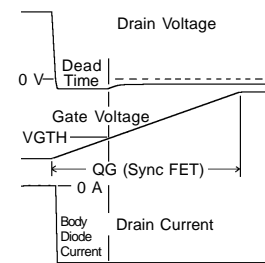 Drain Voltage
Dead
Time
0 V
Gate Voltage
VGTH
QG (Sync FET)
0 A
Body
Diode
Current
Drain Current